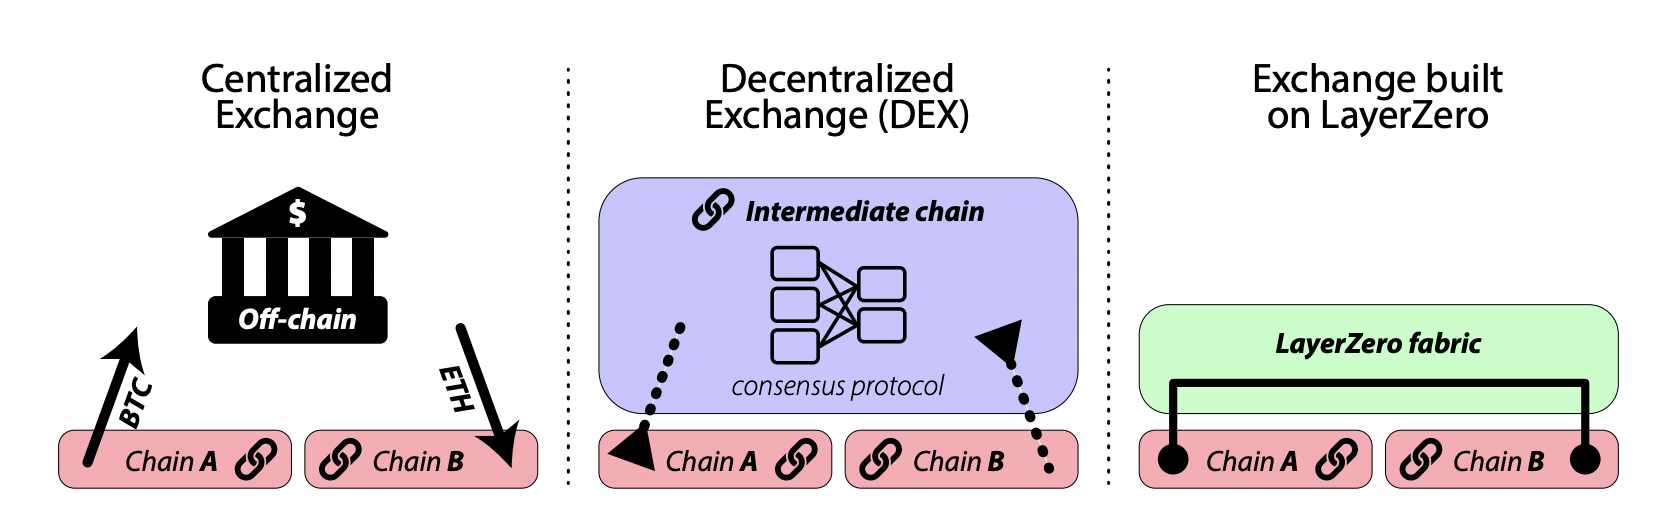 Centralized
Exchange
$
Off-chain
BTC
ETH
Chain A
Chain B
Decentralized
Exchange (DEX)
Intermediate chain
consensus protocol
Chain A
Chain B
Exchange built
on LayerZero
LayerZero fabric
Chain A
Chain B